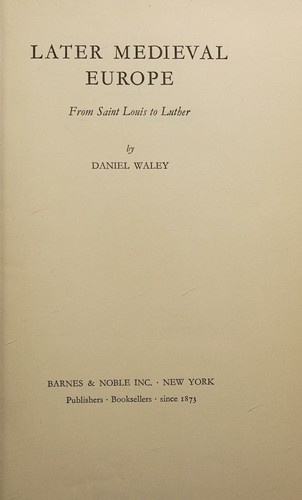 LATER MEDIEVAL
EUROPE
From Saint Louis to Luther
by
DANIEL WALEY
BARNES & NOBLE INC. · NEW YORK
Publishers · Booksellers · since 1873